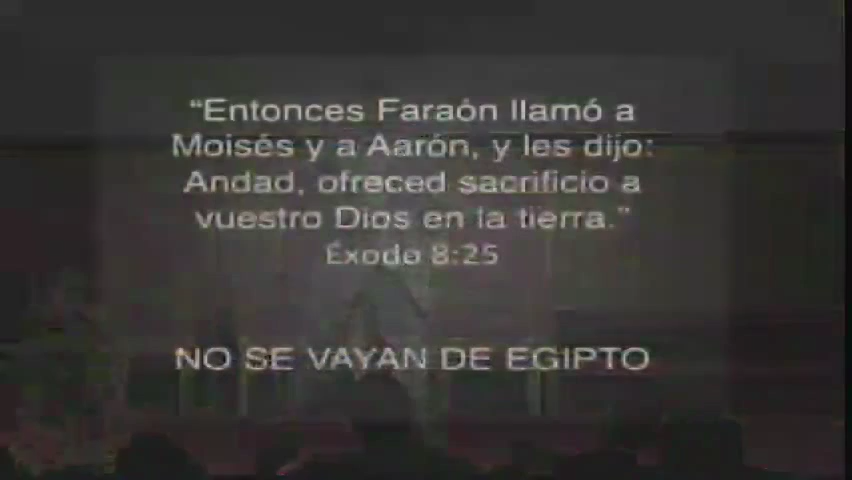 “Entonces Faraón llamó a
Moisés y a Aarón, y les dijo:
Andad, ofreced sacrificio a
vuestro Dios en la tierra.”
Éxodo 8:25
NO SE VAYAN DE EGIPTO